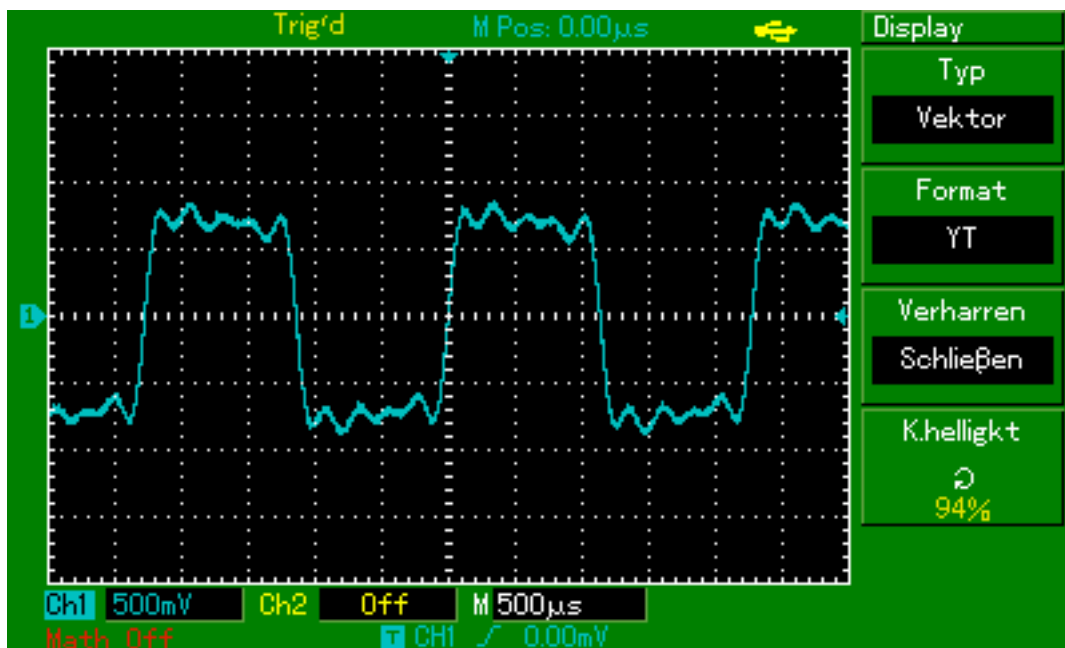 Trig'd M Pos: 0.00µs Display
Typ
Vektor
Format
YT
1
Verharren
Schließen
K.helligkt
94%
Ch1 500mV Ch2 Off M 500µs
Math Off T CH1 0.00mV